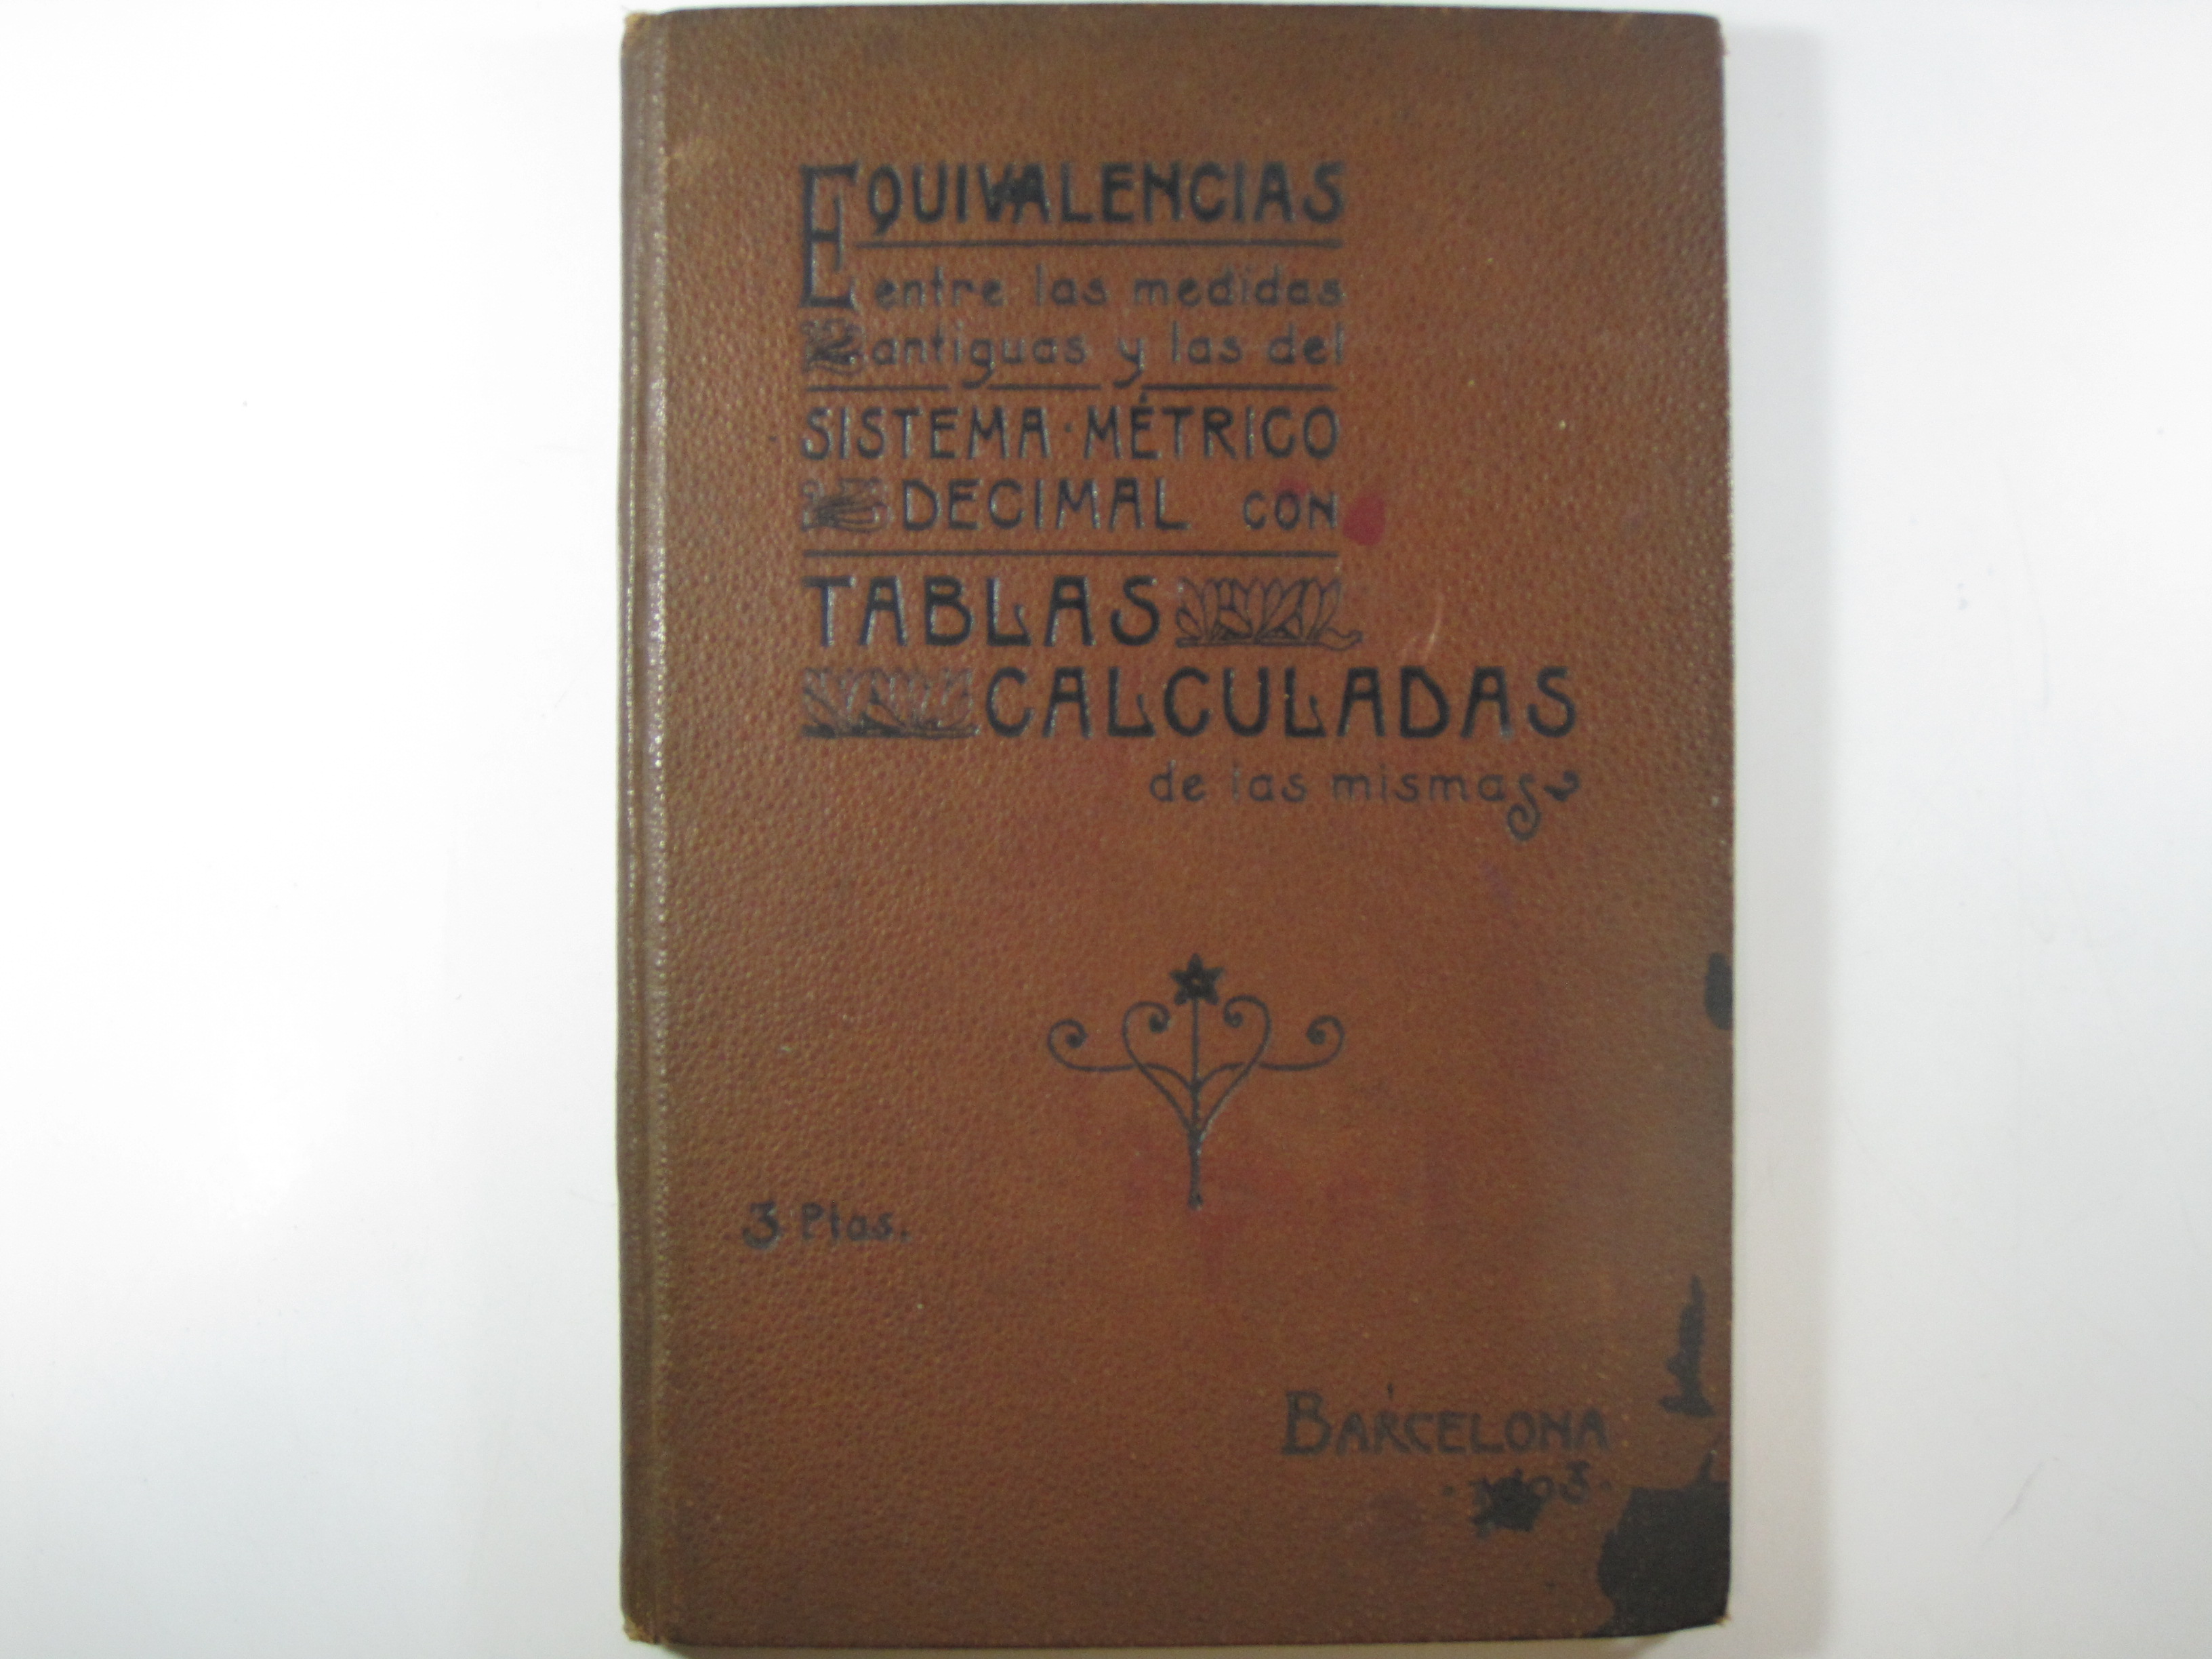 EQUIVALENCIAS
entre las medidas
antiguas y las del
SISTEMA · MÉTRICO
DECIMAL CON
TABLAS
CALCULADAS
de las mismas
3 Ptas.
BARCELONA